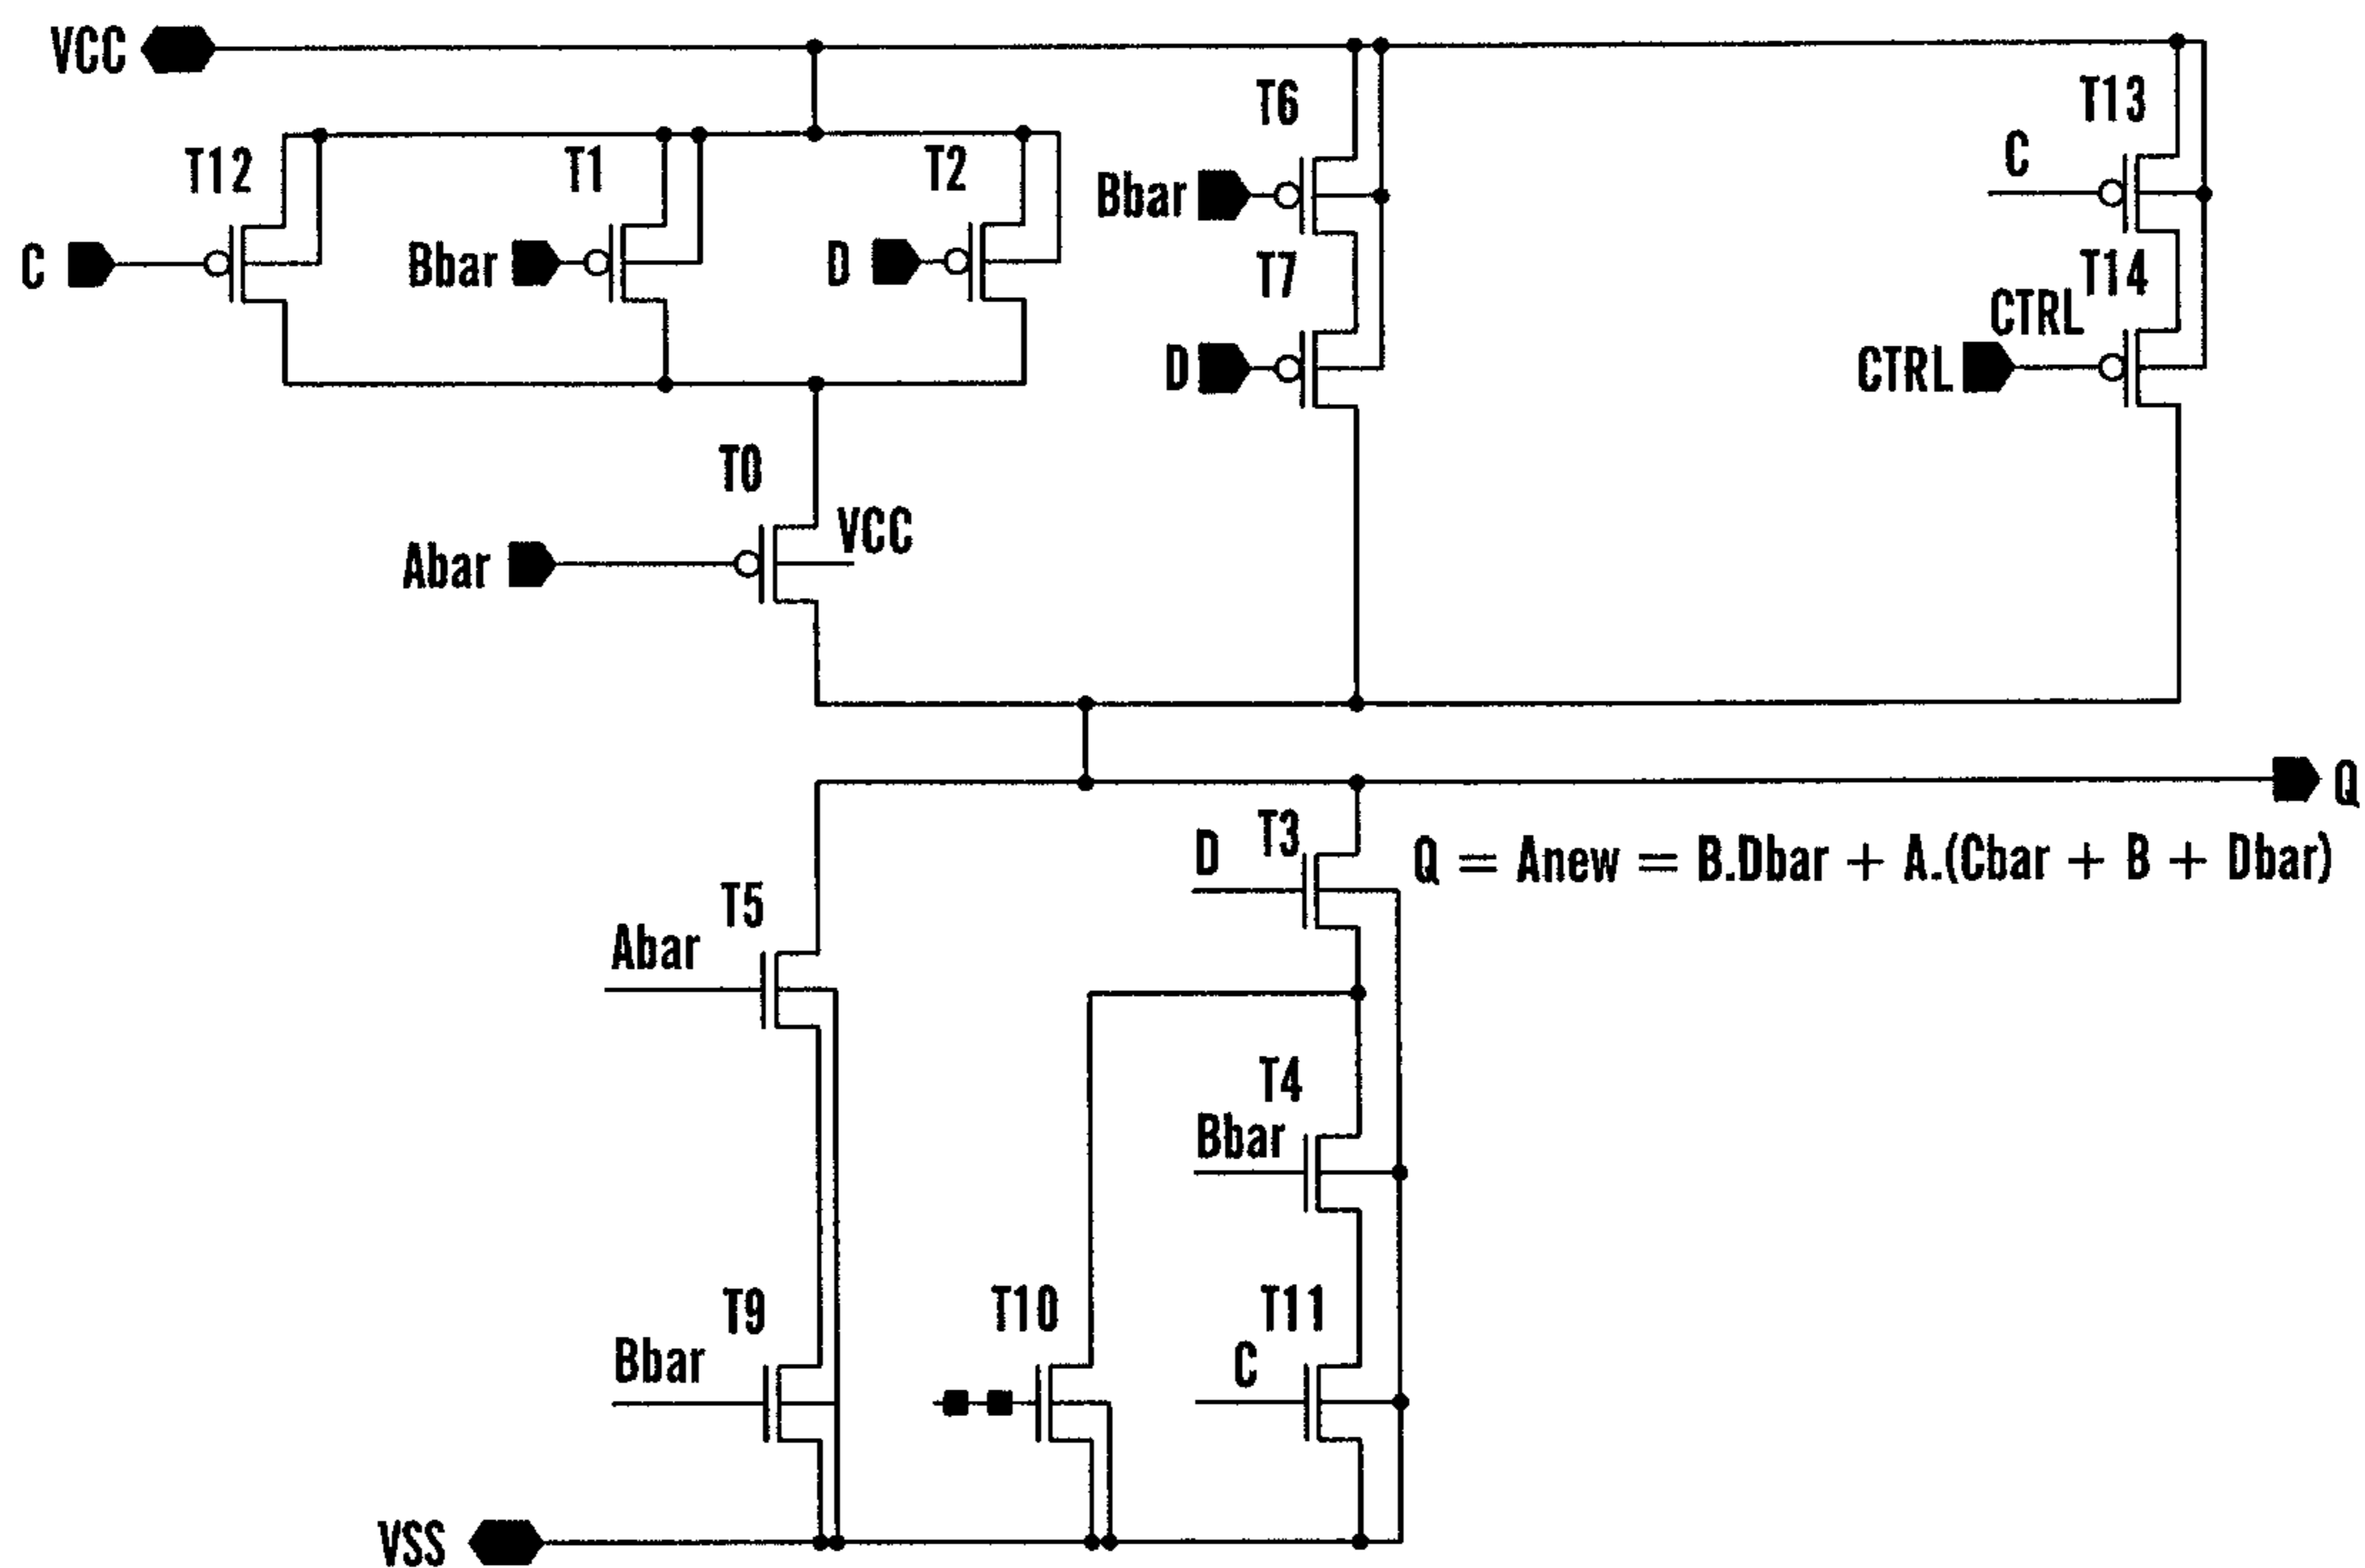 VCC
T12
T1
T2
T6
T13
C
Bbar
D
Bbar
C
T7
T14
D
CTRL
CTRL
T0
VCC
Abar
Q
T3
D
Q = Anew = B.Dbar + A.(Cbar + B + Dbar)
T5
Abar
T4
Bbar
T9
T10
T11
Bbar
C
VSS